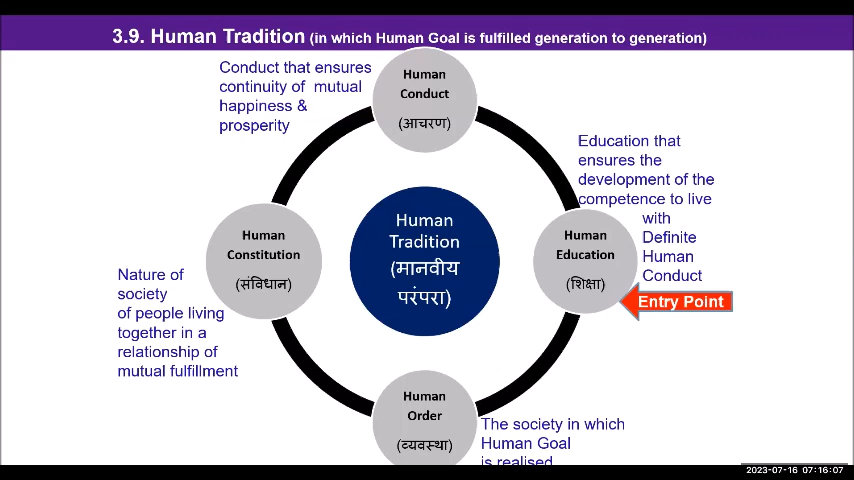 3.9. Human Tradition (in which Human Goal is fulfilled generation to generation)
Conduct that ensures
continuity of mutual
happiness &
prosperity
Human
Conduct
(आचरण)
Education that
ensures the
development of the
competence to live
with
Definite
Human
Conduct
Human
Education
(शिक्षा)
Entry Point
Human
Tradition
(मानवीय
परंपरा)
Human
Constitution
(संविधान)
Nature of
society
of people living
together in a
relationship of
mutual fulfillment
Human
Order
(व्यवस्था)
The society in which
Human Goal
is realised
2023-07-16 07:16:07